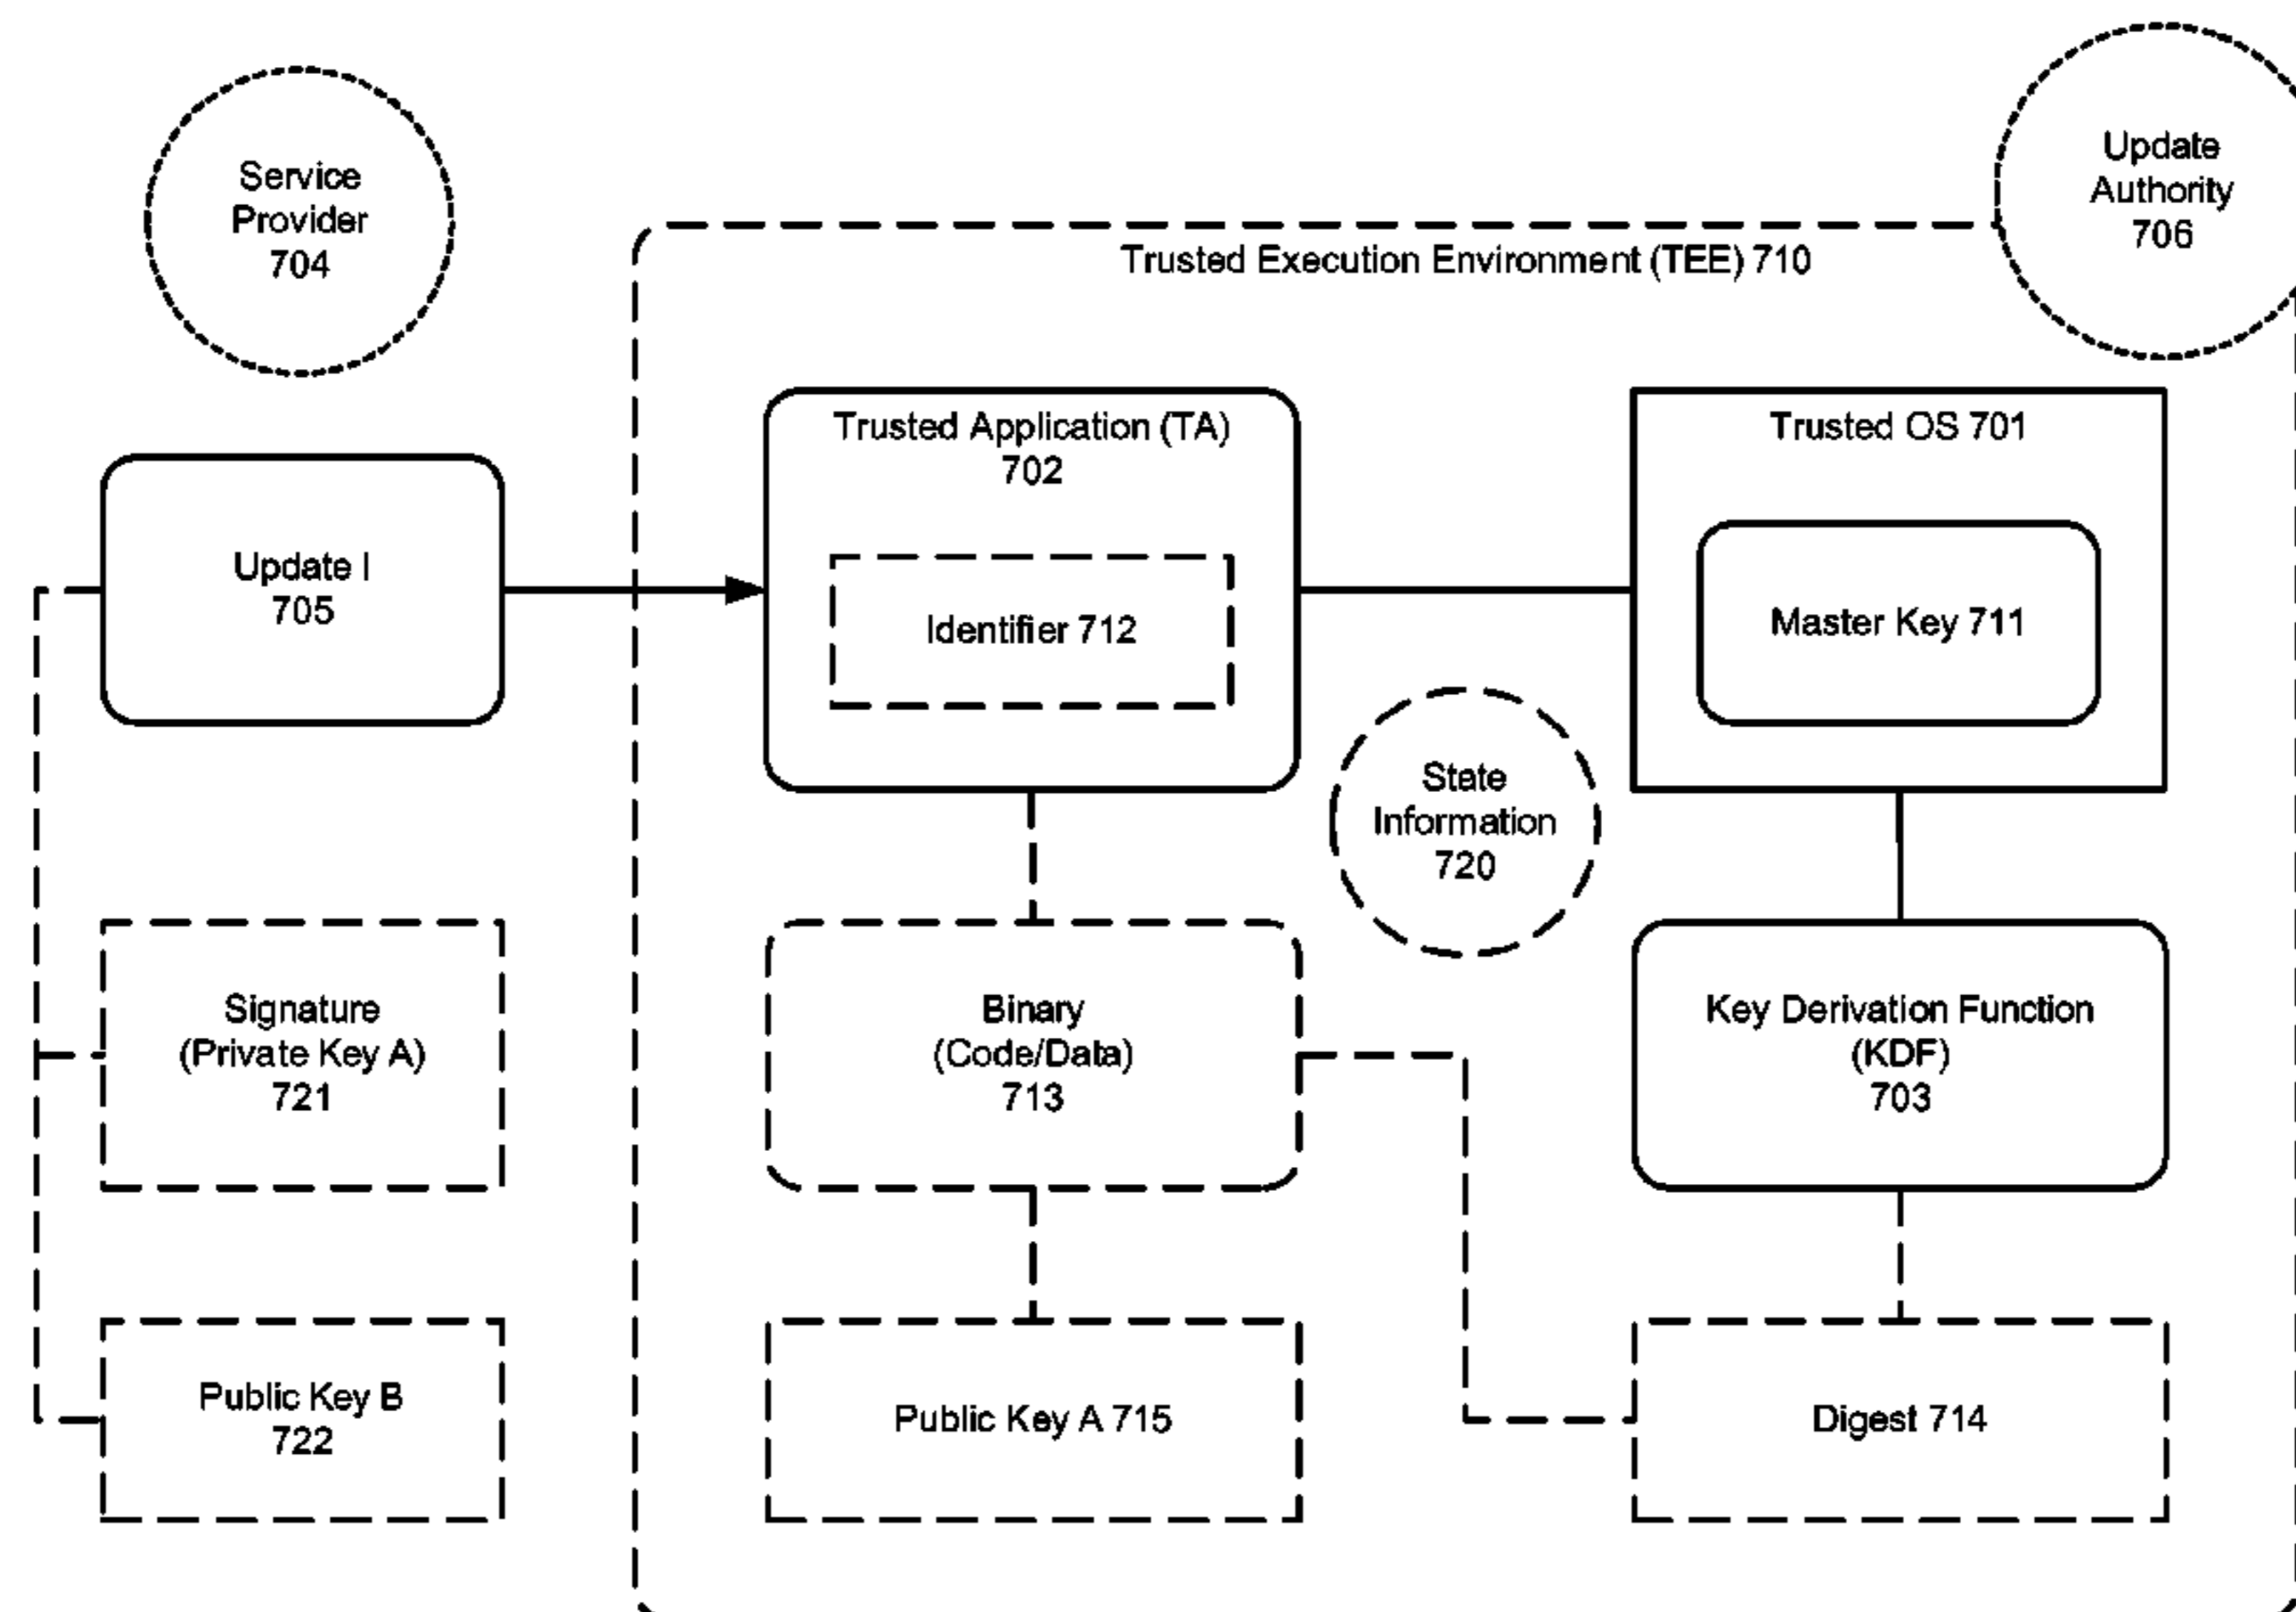 Service
Provider
704
Update
Authority
706
Trusted Execution Environment (TEE) 710
Trusted Application (TA)
702
Identifier 712
Trusted OS 701
Master Key 711
Update I
705
State
Information
720
Signature
(Private Key A)
721
Binary
(Code/Data)
713
Key Derivation Function
(KDF)
703
Public Key B
722
Public Key A 715
Digest 714